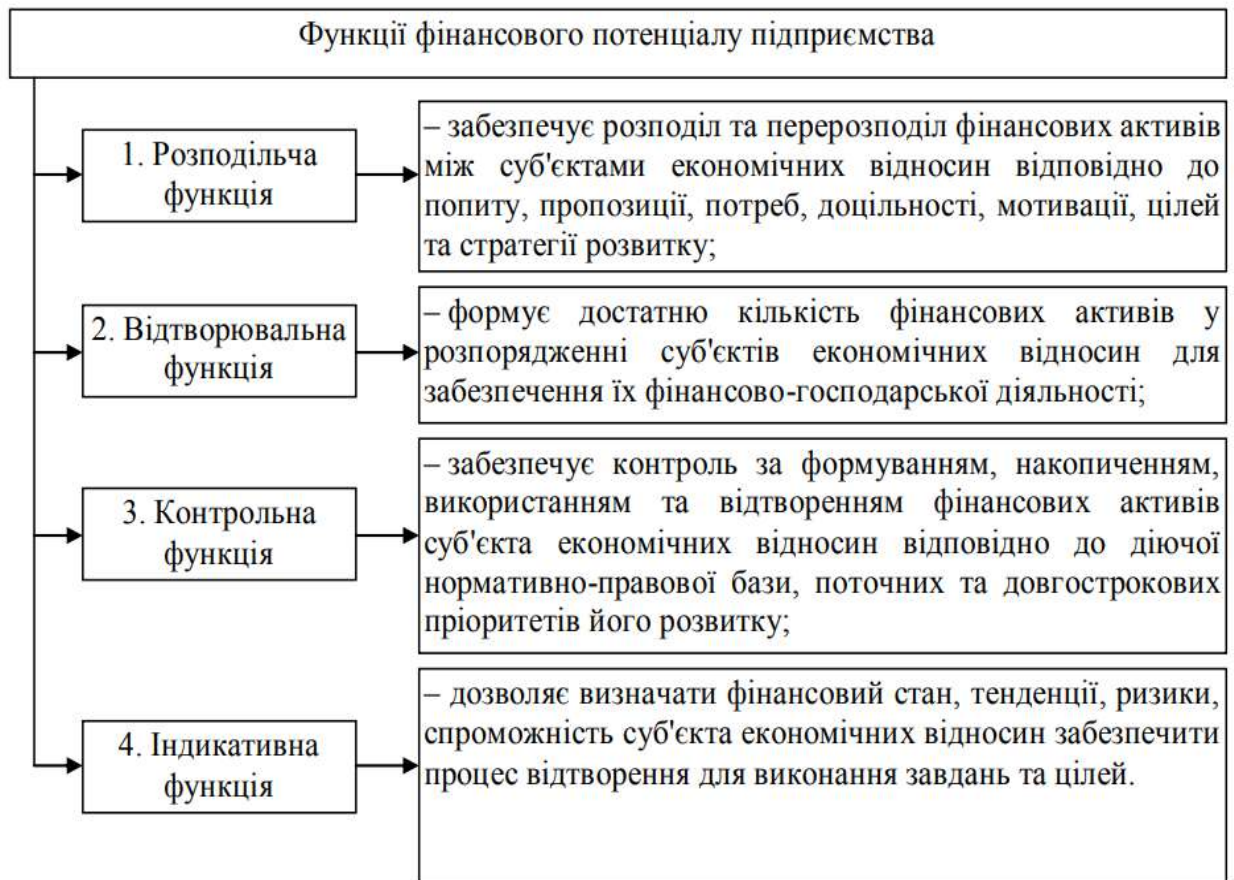 Функції фінансового потенціалу підприємства
1. Розподільча
функція
– забезпечує розподіл та перерозподіл фінансових активів
між суб'єктами економічних відносин відповідно до
попиту, пропозиції, потреб, доцільності, мотивації, цілей
та стратегії розвитку;
2. Відтворювальна
функція
– формує достатню кількість фінансових активів у
розпорядженні суб'єктів економічних відносин для
забезпечення їх фінансово-господарської діяльності;
3. Контрольна
функція
– забезпечує контроль за формуванням, накопиченням,
використанням та відтворенням фінансових активів
суб'єкта економічних відносин відповідно до діючої
нормативно-правової бази, поточних та довгострокових
пріоритетів його розвитку;
4. Індикативна
функція
– дозволяє визначати фінансовий стан, тенденції, ризики,
спроможність суб'єкта економічних відносин забезпечити
процес відтворення для виконання завдань та цілей.